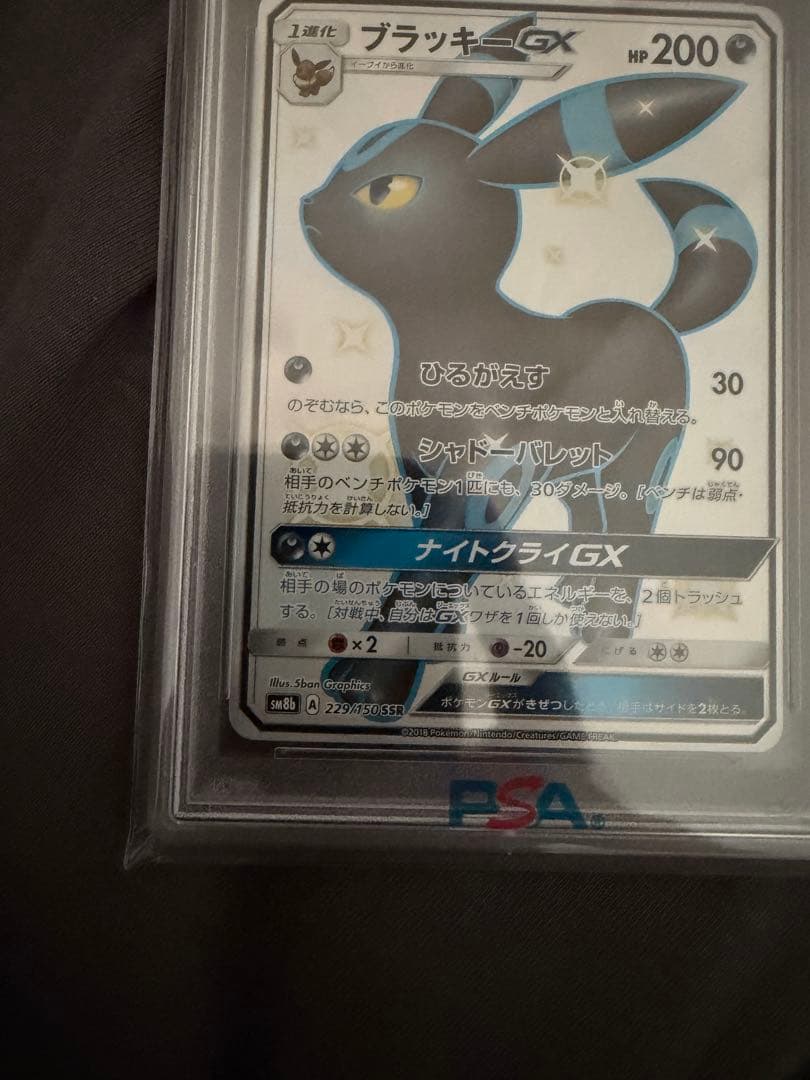 1進化
ブラッキーGX
HP 200
イーブイから進化
ひるがえす 30
のぞむなら、このポケモンをベンチポケモンと入れ替える。
シャドーバレット 90
相手のベンチポケモン1匹にも、30ダメージ。[ベンチは弱点・
抵抗力を計算しない。]
ナイトクライGX
相手の場のポケモンについているエネルギーを、2個トラッシュ
する。[対戦中、自分はGXワザを1回しか使えない。]
弱点 ×2 抵抗力 -20 にげる
Illus. 5ban Graphics
GXルール
SM8b A 229/150 SSR
ポケモンGXがきぜつしたとき、相手はサイドを2枚とる。
©2018 Pokémon/Nintendo/Creatures/GAME FREAK.
PSA